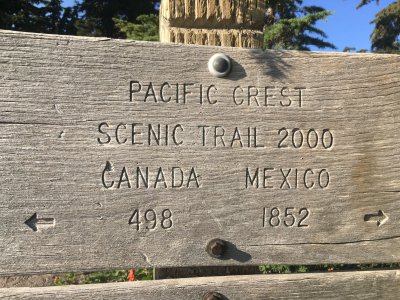 PACIFIC CREST
SCENIC TRAIL 2000
CANADA MEXICO
498 1852